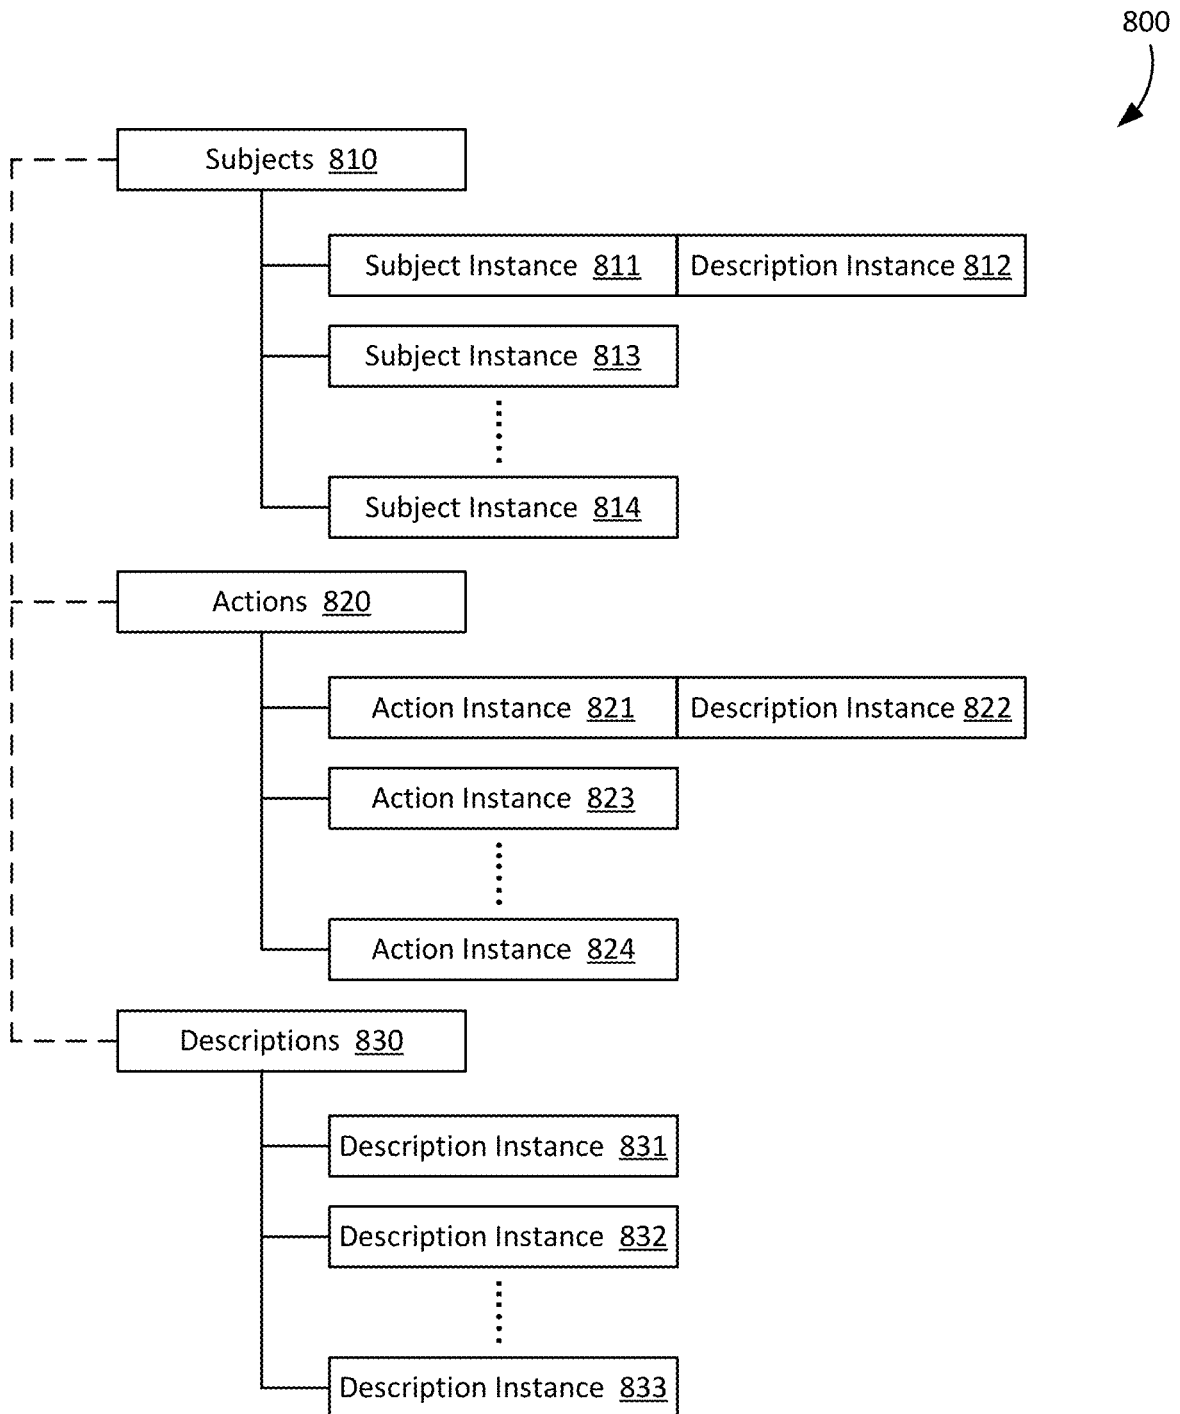 800
Subjects 810
Subject Instance 811 Description Instance 812
Subject Instance 813
Subject Instance 814
Actions 820
Action Instance 821 Description Instance 822
Action Instance 823
Action Instance 824
Descriptions 830
Description Instance 831
Description Instance 832
Description Instance 833